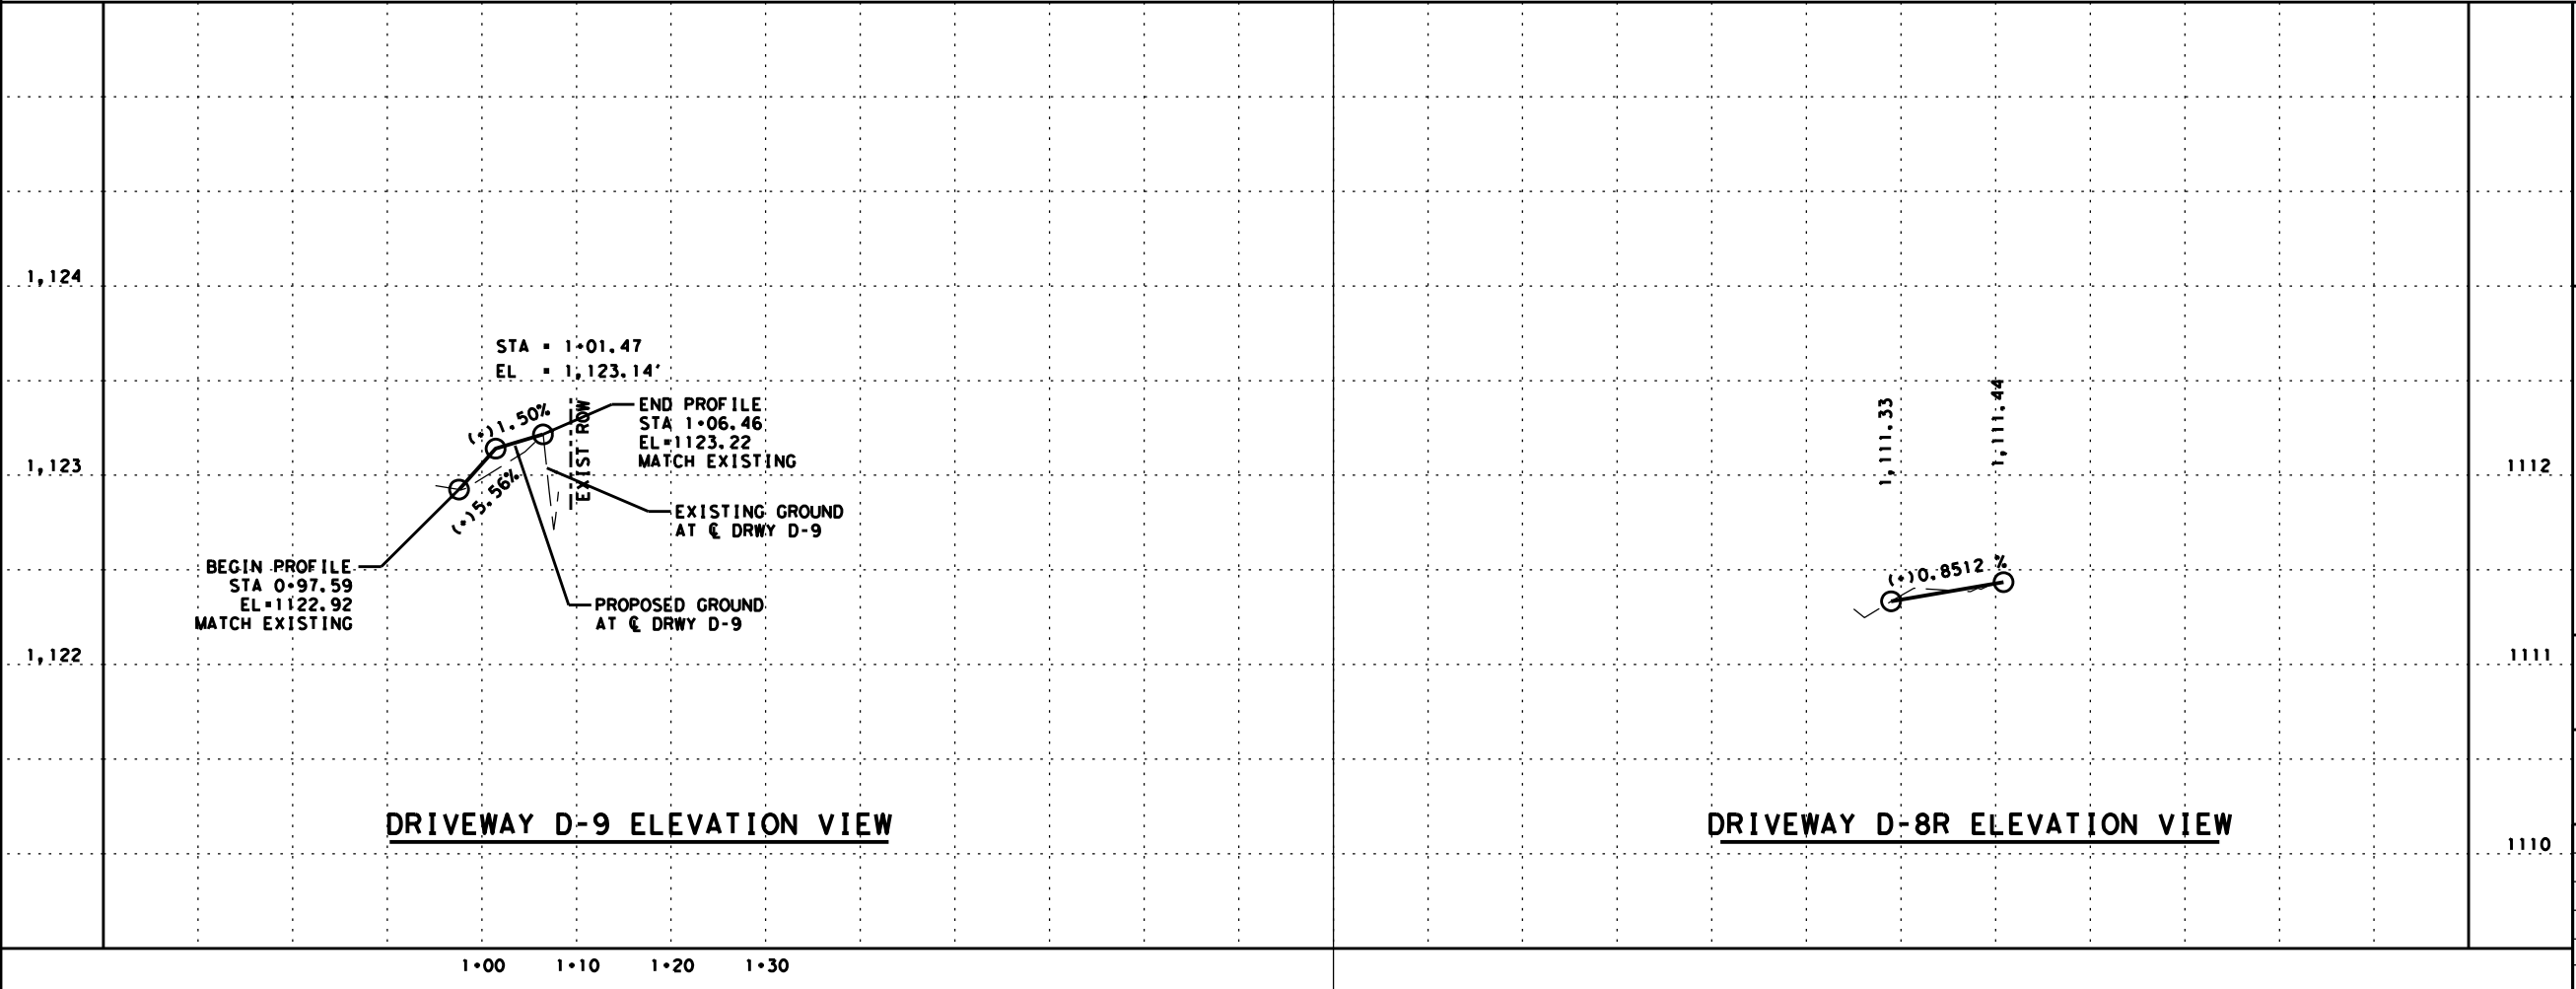 1,124
1,123
1,122
STA = 1+01.47
EL = 1,123.14'
(+)1.50%
(+)5.56%
EXIST ROW
END PROFILE
STA 1+06.46
EL=1123.22
MATCH EXISTING
EXISTING GROUND
AT ℄ DRWY D-9
BEGIN PROFILE
STA 0+97.59
EL=1122.92
MATCH EXISTING
PROPOSED GROUND
AT ℄ DRWY D-9
DRIVEWAY D-9 ELEVATION VIEW
1+00 1+10 1+20 1+30
1,111.33
1,111.44
(+)0.8512 %
DRIVEWAY D-8R ELEVATION VIEW
1112
1111
1110